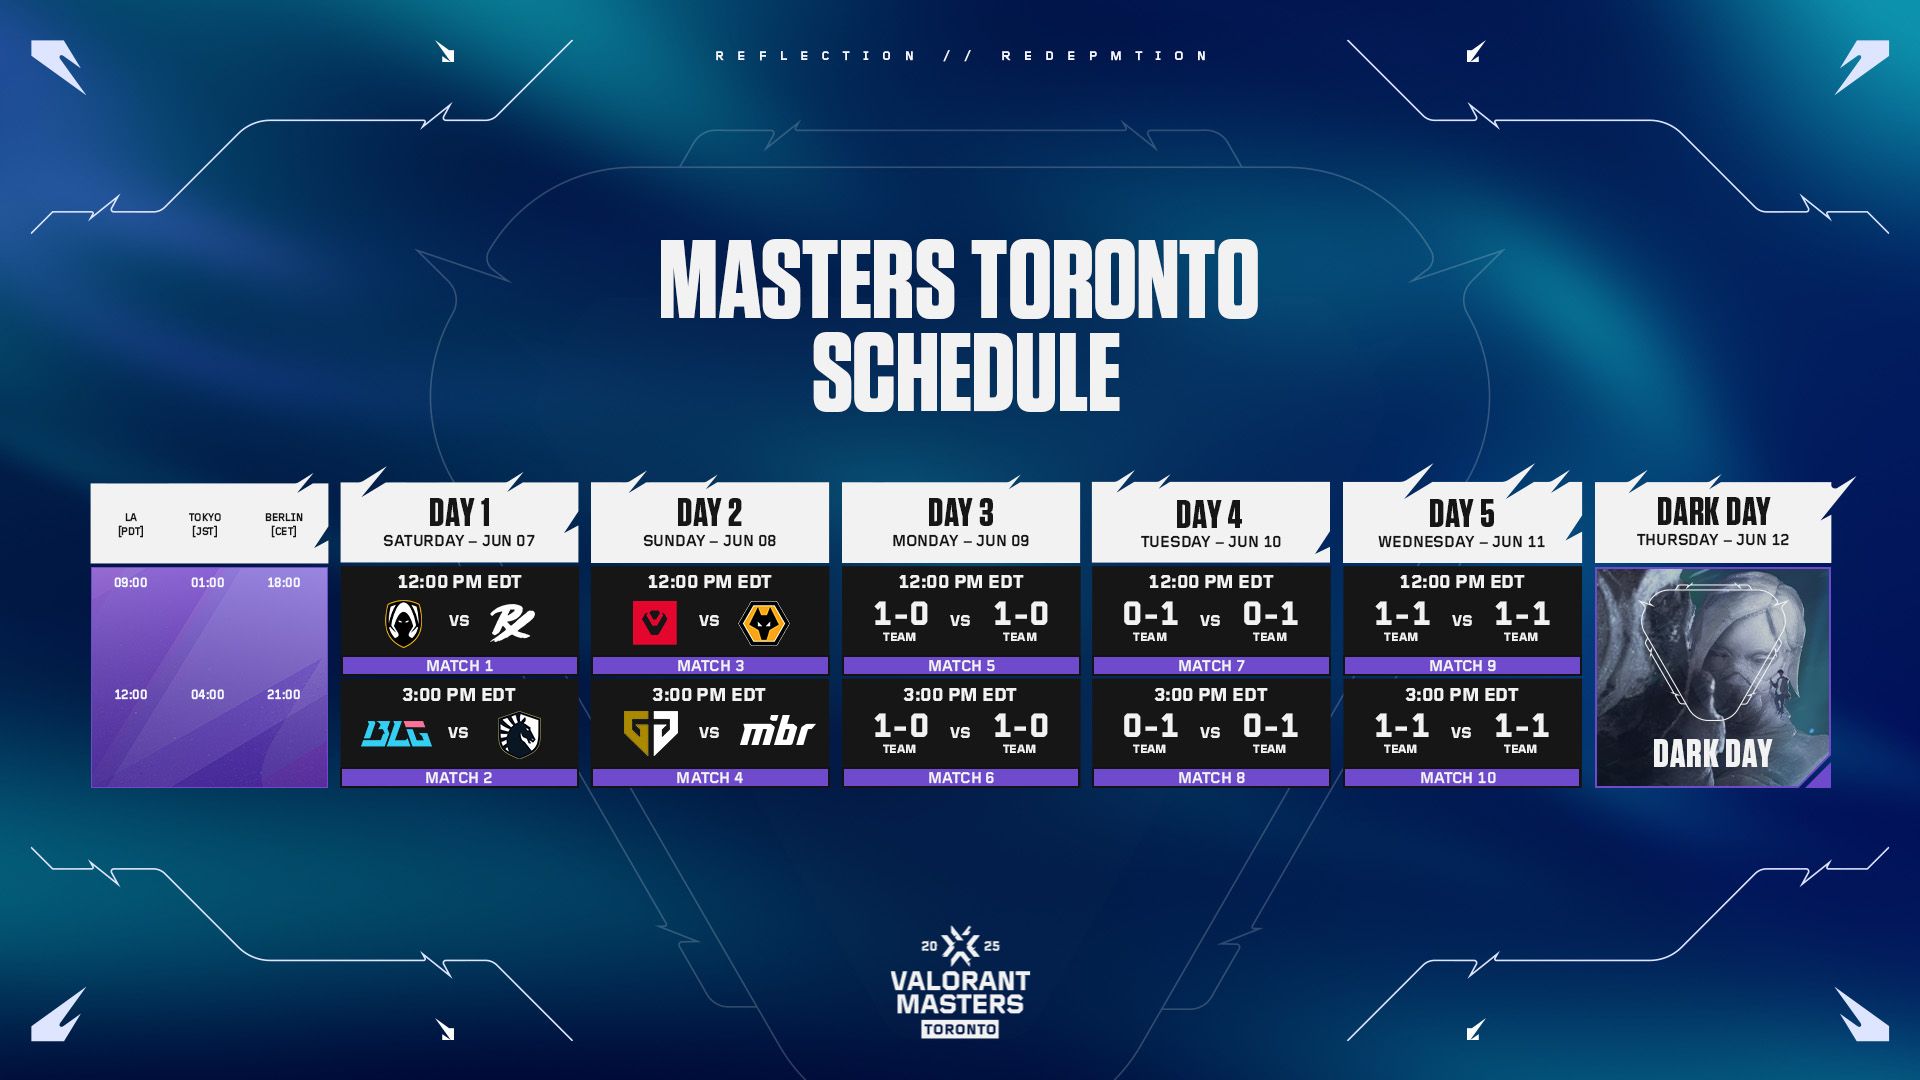 REFLECTION // REDEPMTION
MASTERS TORONTO
SCHEDULE
LA
[PDT]
TOKYO
[JST]
BERLIN
[CET]
09:00 01:00 18:00
12:00 04:00 21:00
DAY 1
SATURDAY – JUN 07
12:00 PM EDT
VS
MATCH 1
3:00 PM EDT
BLG VS
MATCH 2
DAY 2
SUNDAY – JUN 08
12:00 PM EDT
VS
MATCH 3
3:00 PM EDT
VS mibr
MATCH 4
DAY 3
MONDAY – JUN 09
12:00 PM EDT
1-0 VS 1-0
TEAM TEAM
MATCH 5
3:00 PM EDT
1-0 VS 1-0
TEAM TEAM
MATCH 6
DAY 4
TUESDAY – JUN 10
12:00 PM EDT
0-1 VS 0-1
TEAM TEAM
MATCH 7
3:00 PM EDT
0-1 VS 0-1
TEAM TEAM
MATCH 8
DAY 5
WEDNESDAY – JUN 11
12:00 PM EDT
1-1 VS 1-1
TEAM TEAM
MATCH 9
3:00 PM EDT
1-1 VS 1-1
TEAM TEAM
MATCH 10
DARK DAY
THURSDAY – JUN 12
DARK DAY
20 25
VALORANT
MASTERS
TORONTO